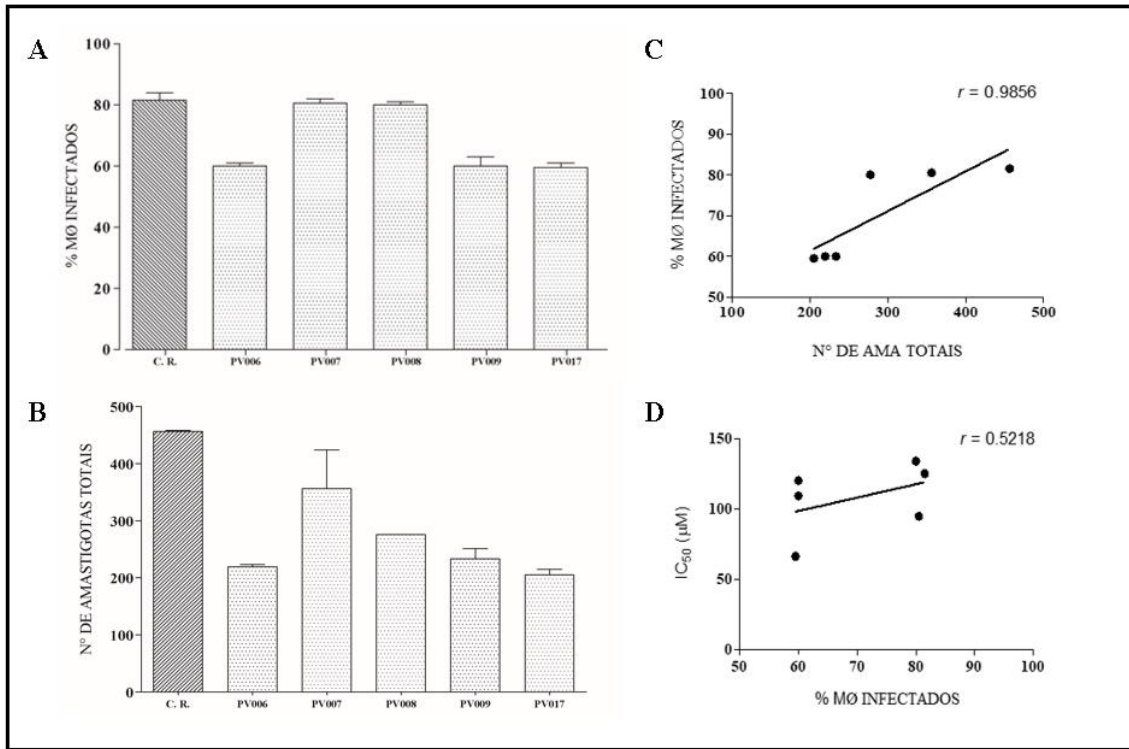 A
% MØ INFECTADOS
100
80
60
40
20
0
C. R. PV006 PV007 PV008 PV009 PV017
B
N° DE AMASTIGOTAS TOTAIS
500
400
300
200
100
0
C. R. PV006 PV007 PV008 PV009 PV017
C
r = 0.9856
% MØ INFECTADOS
100
90
80
70
60
50
100 200 300 400 500
N° DE AMA TOTAIS
D
r = 0.5218
IC50 (µM)
150
100
50
0
50 60 70 80 90 100
% MØ INFECTADOS